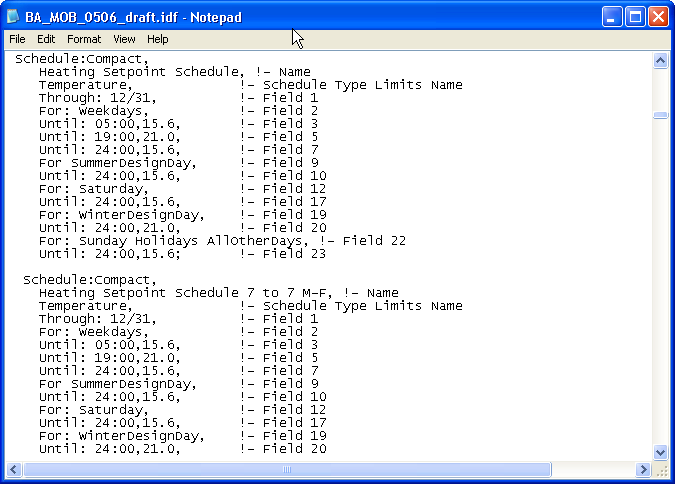 BA_MOB_0506_draft.idf - Notepad
File Edit Format View Help
Schedule:Compact,
Heating Setpoint Schedule, !- Name
Temperature, !- Schedule Type Limits Name
Through: 12/31, !- Field 1
For: Weekdays, !- Field 2
Until: 05:00,15.6, !- Field 3
Until: 19:00,21.0, !- Field 5
Until: 24:00,15.6, !- Field 7
For SummerDesignDay, !- Field 9
Until: 24:00,15.6, !- Field 10
For: Saturday, !- Field 12
Until: 24:00,15.6, !- Field 17
For: WinterDesignDay, !- Field 19
Until: 24:00,21.0, !- Field 20
For: Sunday Holidays AllOtherDays, !- Field 22
Until: 24:00,15.6; !- Field 23
Schedule:Compact,
Heating Setpoint Schedule 7 to 7 M-F, !- Name
Temperature, !- Schedule Type Limits Name
Through: 12/31, !- Field 1
For: Weekdays, !- Field 2
Until: 05:00,15.6, !- Field 3
Until: 19:00,21.0, !- Field 5
Until: 24:00,15.6, !- Field 7
For SummerDesignDay, !- Field 9
Until: 24:00,15.6, !- Field 10
For: Saturday, !- Field 12
Until: 24:00,15.6, !- Field 17
For: WinterDesignDay, !- Field 19
Until: 24:00,21.0, !- Field 20